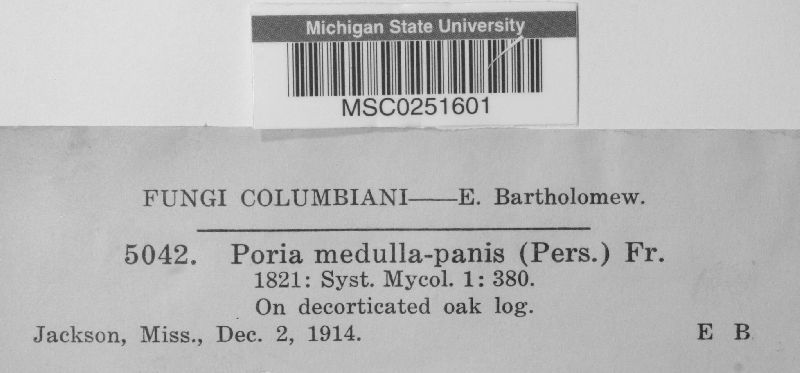 Michigan State University
MSC0251601
FUNGI COLUMBIANI——E. Bartholomew.
5042. Poria medulla-panis (Pers.) Fr.
1821: Syst. Mycol. 1: 380.
On decorticated oak log.
Jackson, Miss., Dec. 2, 1914. E B